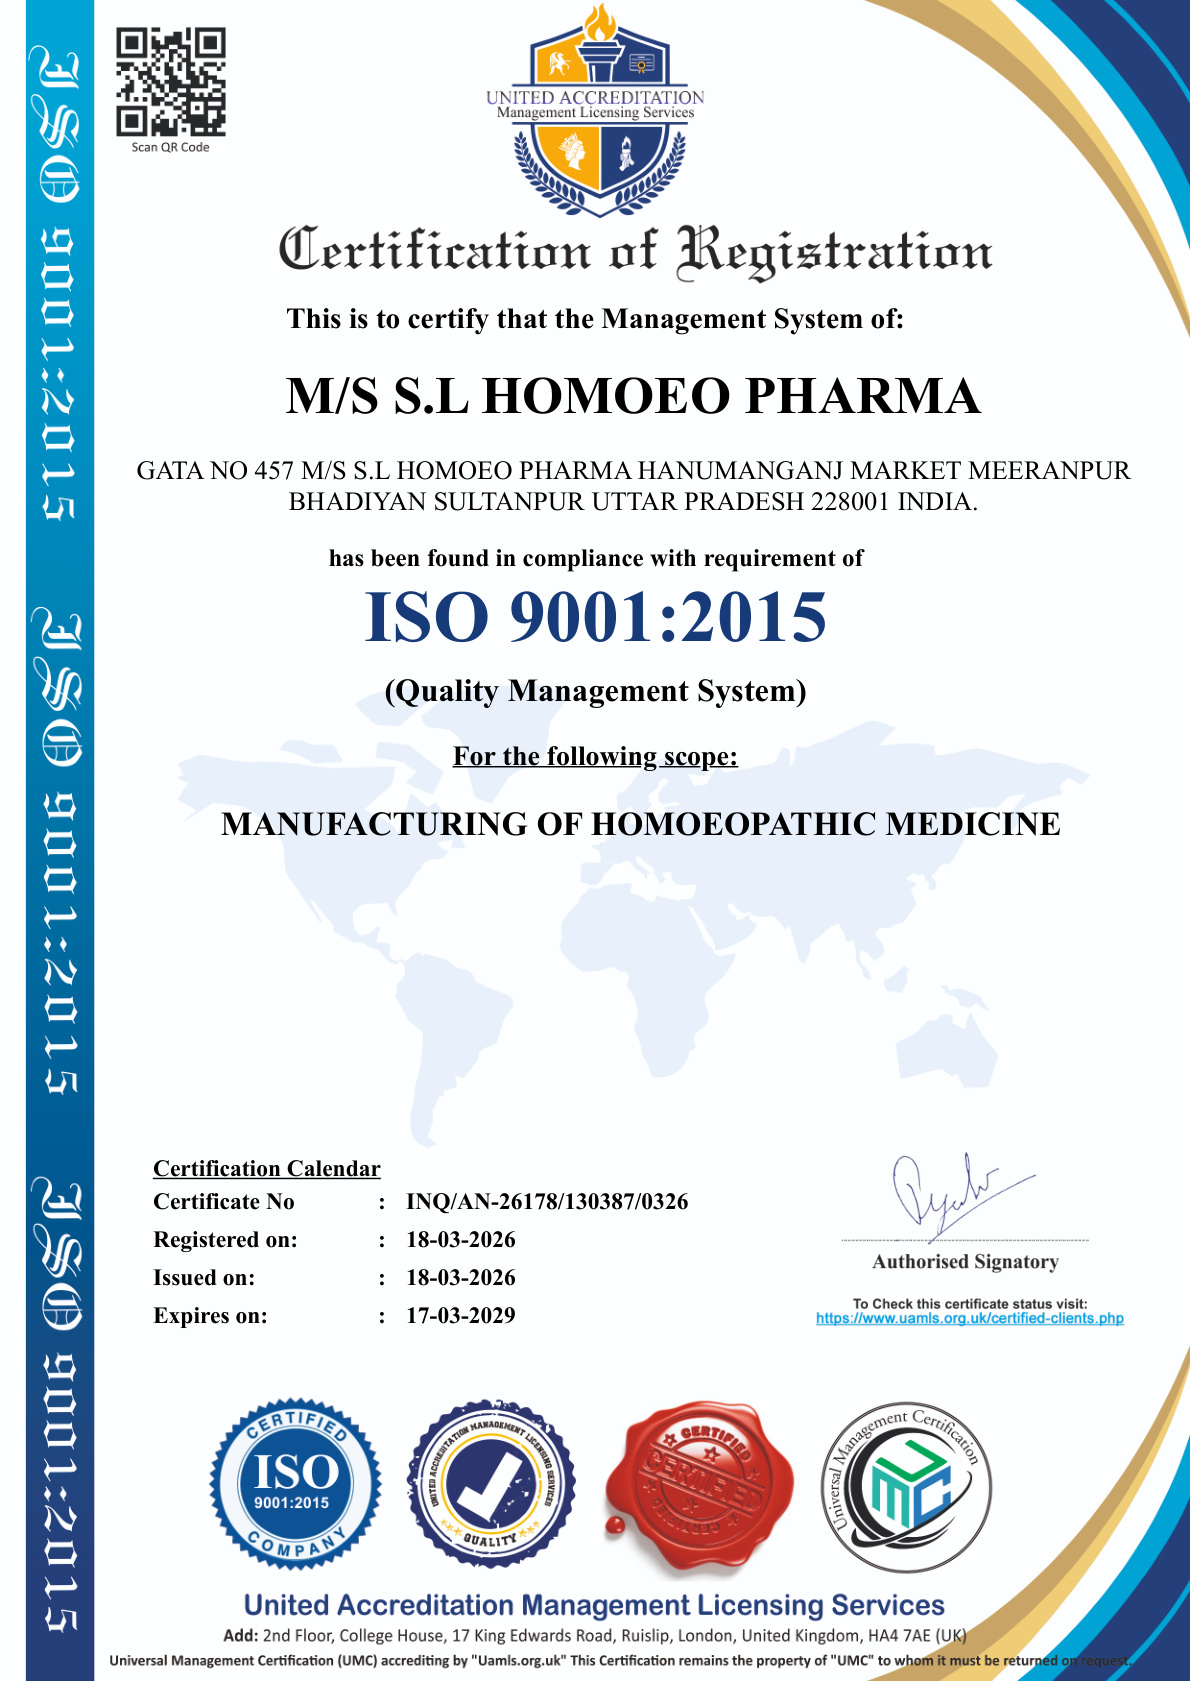 Scan QR Code
UNITED ACCREDITATION
Management Licensing Services
Certification of Registration
This is to certify that the Management System of:
M/S S.L HOMOEO PHARMA
GATA NO 457 M/S S.L HOMOEO PHARMA HANUMANGANJ MARKET MEERANPUR
BHADIYAN SULTANPUR UTTAR PRADESH 228001 INDIA.
has been found in compliance with requirement of
ISO 9001:2015
(Quality Management System)
For the following scope:
MANUFACTURING OF HOMOEOPATHIC MEDICINE
ISO 9001:2015 ISO 9001:2015 ISO 9001:2015
Certification Calendar
Certificate No : INQ/AN-26178/130387/0326
Registered on: : 18-03-2026
Issued on: : 18-03-2026
Expires on: : 17-03-2029
Authorised Signatory
To Check this certificate status visit:
https://www.uamls.org.uk/certified-clients.php
CERTIFIED
ISO
9001:2015
COMPANY
UNITED ACCREDITATION MANAGEMENT LICENSING SERVICES
QUALITY
CERTIFIED
CERTIFIED
Universal Management Certification
UMC
United Accreditation Management Licensing Services
Add: 2nd Floor, College House, 17 King Edwards Road, Ruislip, London, United Kingdom, HA4 7AE (UK)
Universal Management Certification (UMC) accrediting by "Uamls.org.uk" This Certification remains the property of "UMC" to whom it must be returned on request.